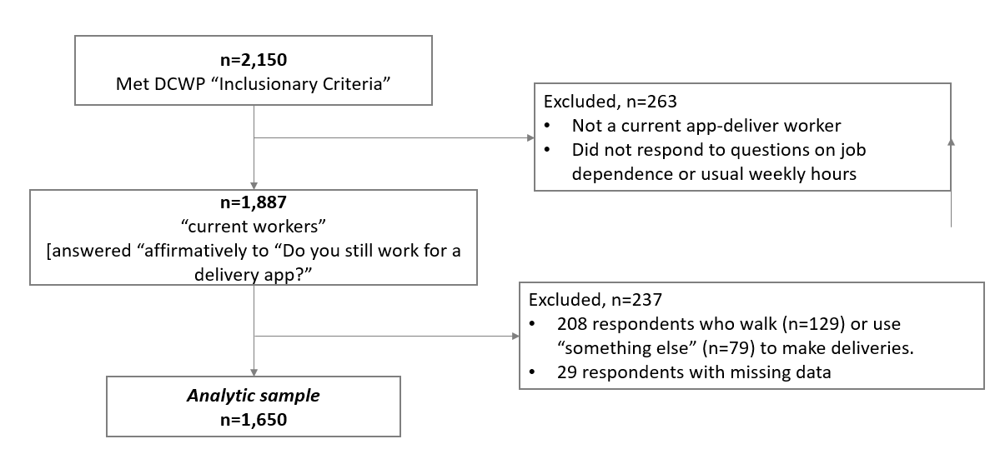 n=2,150
Met DCWP “Inclusionary Criteria”
Excluded, n=263
• Not a current app-deliver worker
• Did not respond to questions on job
dependence or usual weekly hours
n=1,887
“current workers”
[answered “affirmatively to “Do you still work for a
delivery app?”
Excluded, n=237
• 208 respondents who walk (n=129) or use
“something else” (n=79) to make deliveries.
• 29 respondents with missing data
Analytic sample
n=1,650